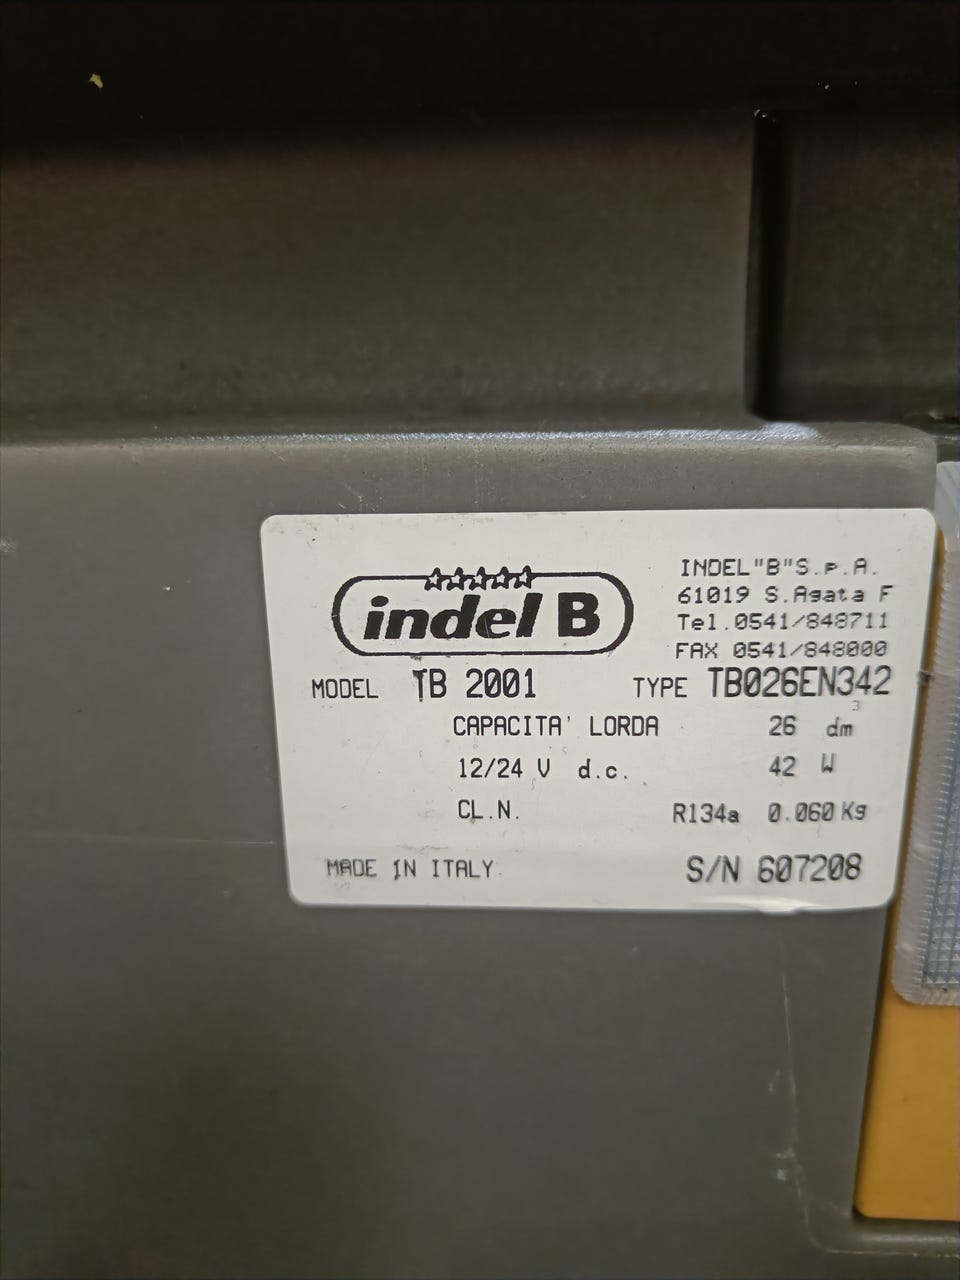 indel B
INDEL"B"S.P.A.
61019 S.Agata F
Tel.0541/848711
FAX 0541/848000
MODEL TB 2001 TYPE TB026EN342
CAPACITA' LORDA 26 dm³
12/24 V d.c. 42 W
CL.N. R134a 0.060 Kg
MADE IN ITALY S/N 607208